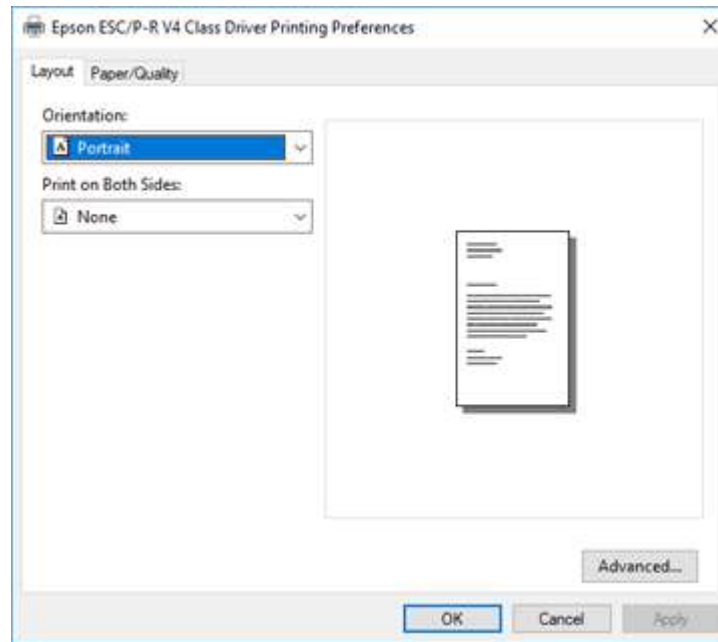 Epson ESC/P-R V4 Class Driver Printing Preferences
Layout Paper/Quality
Orientation:
A Portrait
Print on Both Sides:
None
Advanced...
OK Cancel Apply